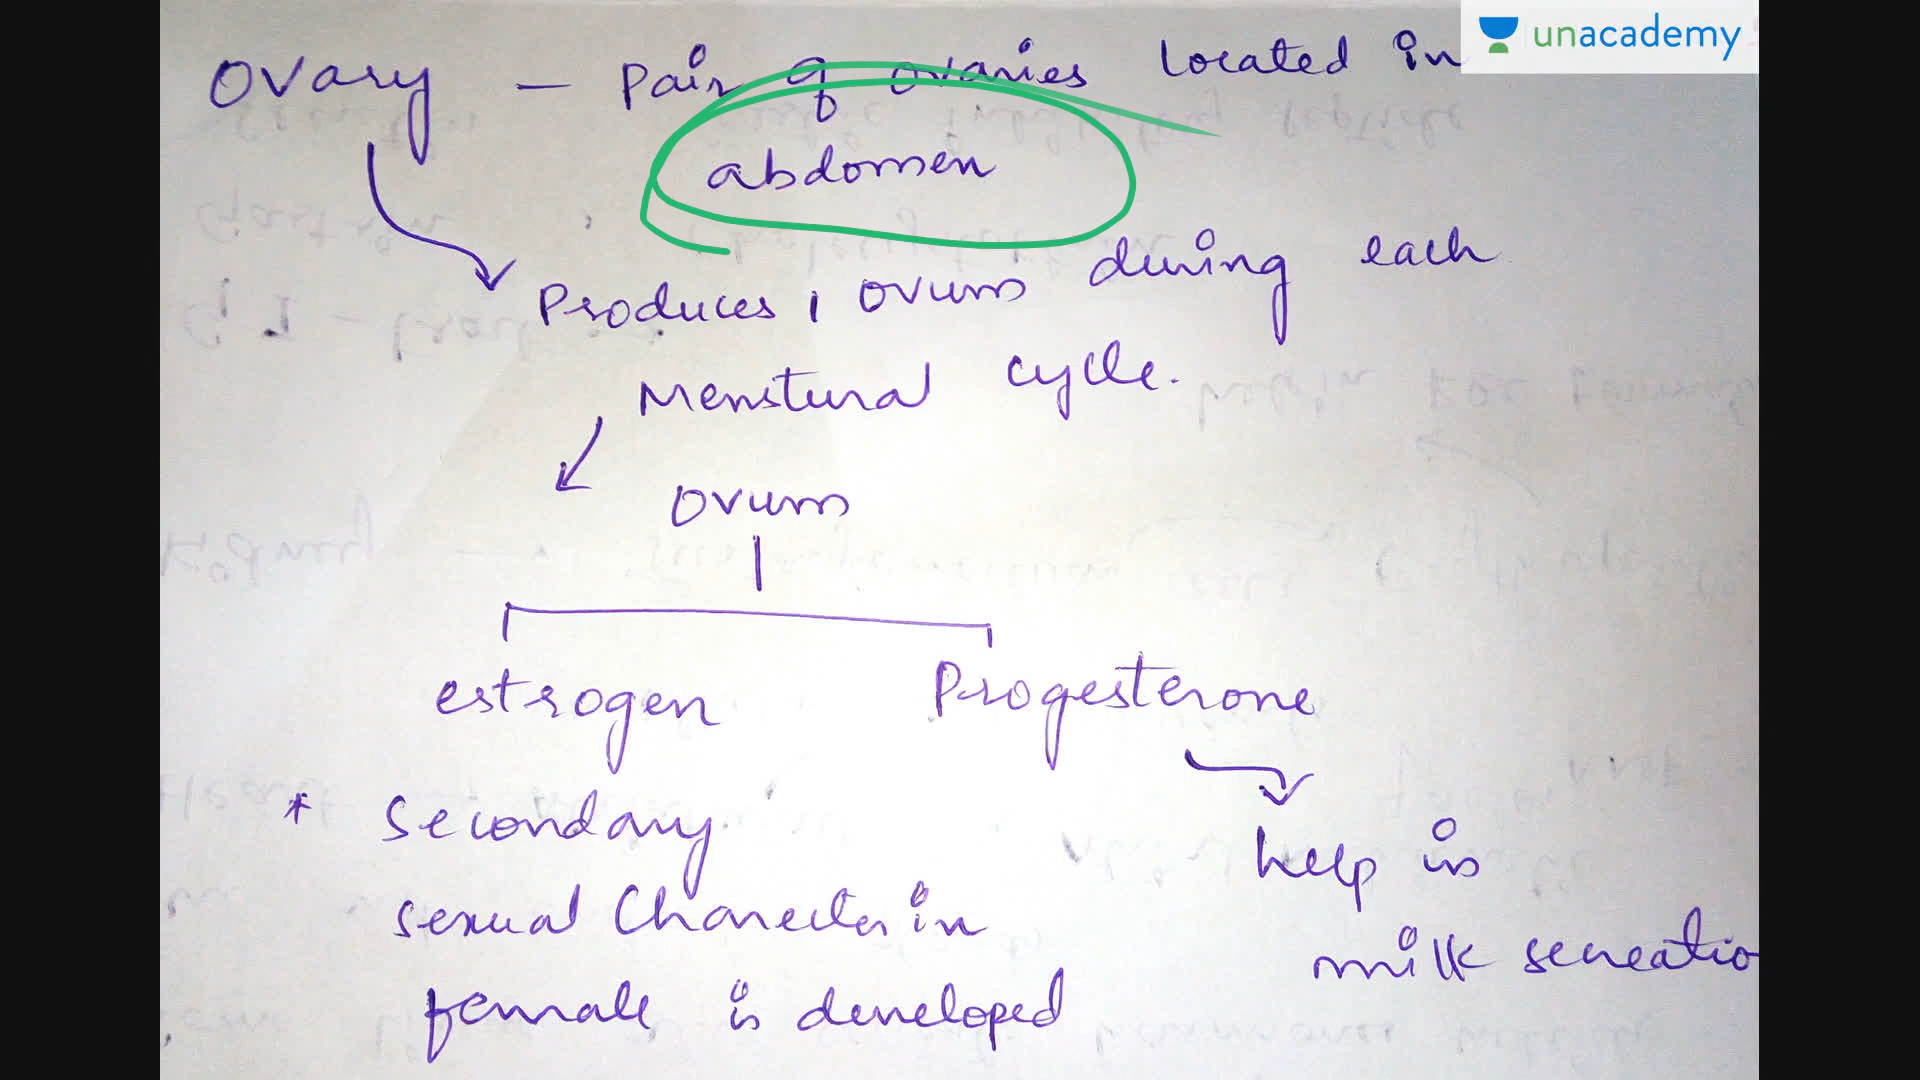 unacademy
Ovary — Pair of ovaries located in
abdomen
Produces 1 ovum during each
Menstural cycle.
Ovum
estrogen Progesterone
* Secondary
sexual Character in
female is developed
help in
milk secreatio